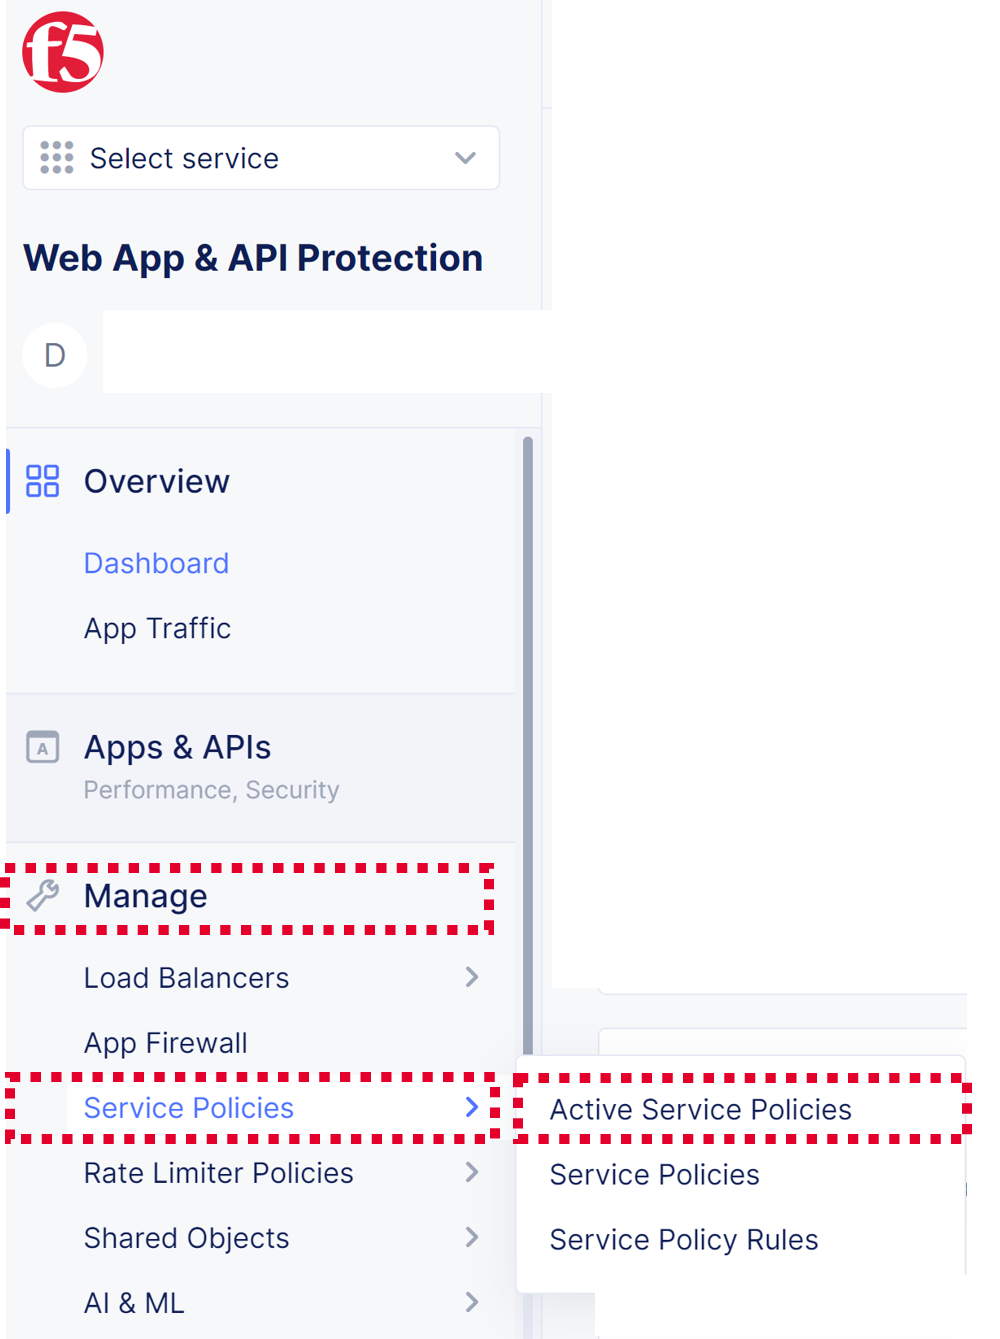 f5
Select service
Web App & API Protection
D
Overview
Dashboard
App Traffic
A
Apps & APIs
Performance, Security
Manage
Load Balancers
App Firewall
Service Policies
Active Service Policies
Rate Limiter Policies
Service Policies
Shared Objects
Service Policy Rules
AI & ML